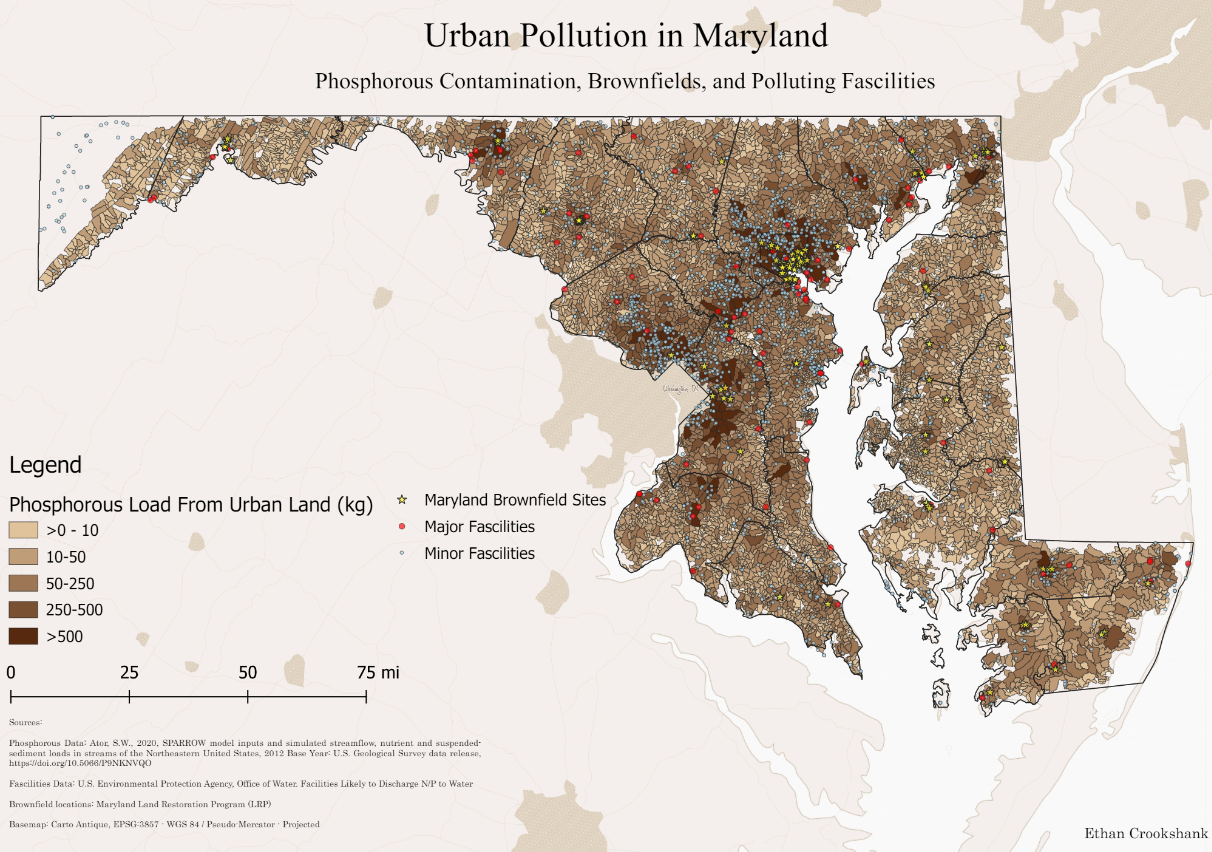 Urban Pollution in Maryland
Phosphorous Contamination, Brownfields, and Polluting Fascilities
Legend
Phosphorous Load From Urban Land (kg)
>0 - 10
10-50
50-250
250-500
>500
Maryland Brownfield Sites
Major Fascilities
Minor Fascilities
0 25 50 75 mi
Sources:
Phosphorous Data: Ator, S.W., 2020, SPARROW model inputs and simulated streamflow, nutrient and suspended-
sediment loads in streams of the Northeastern United States, 2012 Base Year: U.S. Geological Survey data release,
https://doi.org/10.5066/P9NKNVQO
Fascilities Data: U.S. Environmental Protection Agency, Office of Water. Facilities Likely to Discharge N/P to Water
Brownfield locations: Maryland Land Restoration Program (LRP)
Basemap: Carto Antique, EPSG:3857 - WGS 84 / Pseudo-Mercator - Projected
Ethan Crookshank